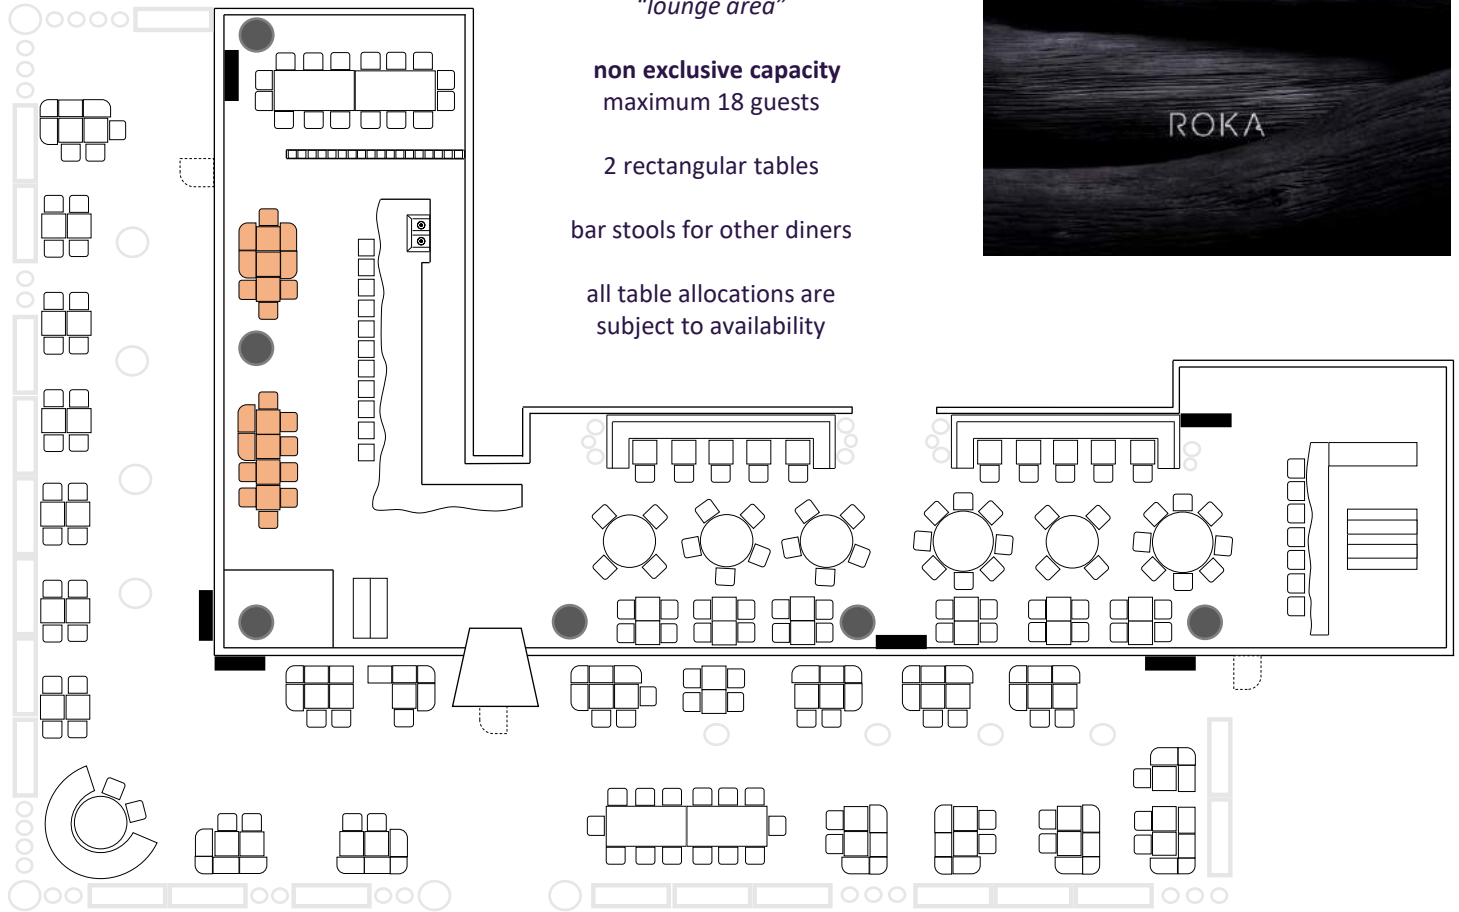 “lounge area”
non exclusive capacity
maximum 18 guests
2 rectangular tables
bar stools for other diners
all table allocations are
subject to availability
ROKA